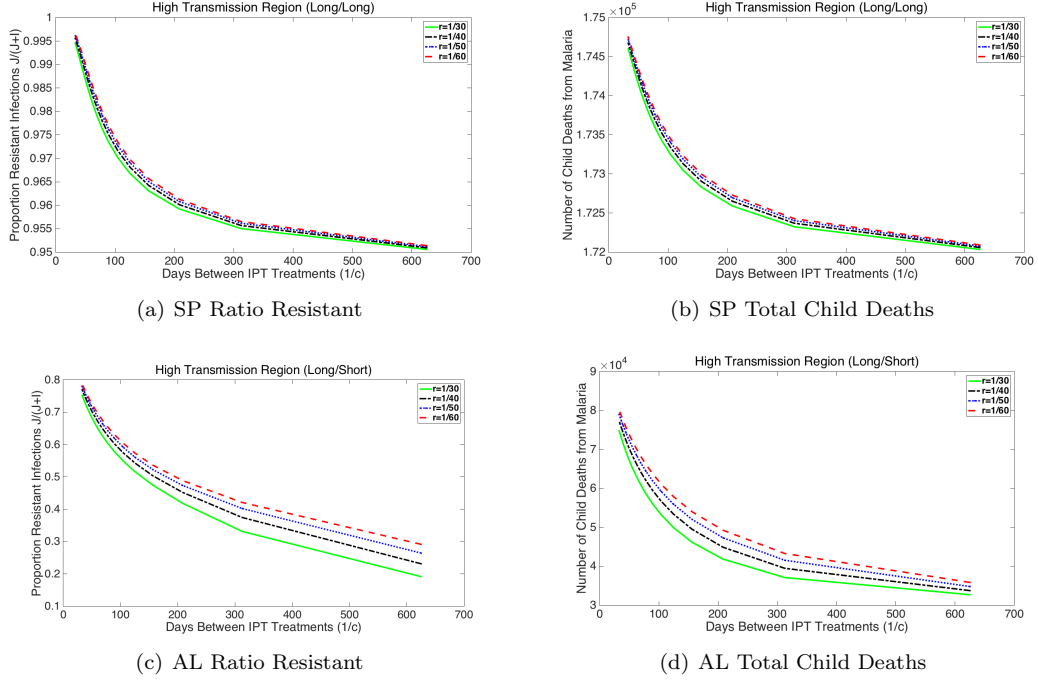 High Transmission Region (Long/Long)
Proportion Resistant Infections J/(J+I)
1
0.995
0.99
0.985
0.98
0.975
0.97
0.965
0.96
0.955
0.95
r=1/30
r=1/40
r=1/50
r=1/60
0 100 200 300 400 500 600 700
Days Between IPT Treatments (1/c)
(a) SP Ratio Resistant
High Transmission Region (Long/Long)
×10⁵
Number of Child Deaths from Malaria
1.75
1.745
1.74
1.735
1.73
1.725
1.72
r=1/30
r=1/40
r=1/50
r=1/60
0 100 200 300 400 500 600 700
Days Between IPT Treatments (1/c)
(b) SP Total Child Deaths
High Transmission Region (Long/Short)
Proportion Resistant Infections J/(J+I)
0.8
0.7
0.6
0.5
0.4
0.3
0.2
0.1
r=1/30
r=1/40
r=1/50
r=1/60
0 100 200 300 400 500 600 700
Days Between IPT Treatments (1/c)
(c) AL Ratio Resistant
High Transmission Region (Long/Short)
×10⁴
Number of Child Deaths from Malaria
9
8
7
6
5
4
3
r=1/30
r=1/40
r=1/50
r=1/60
0 100 200 300 400 500 600 700
Days Between IPT Treatments (1/c)
(d) AL Total Child Deaths